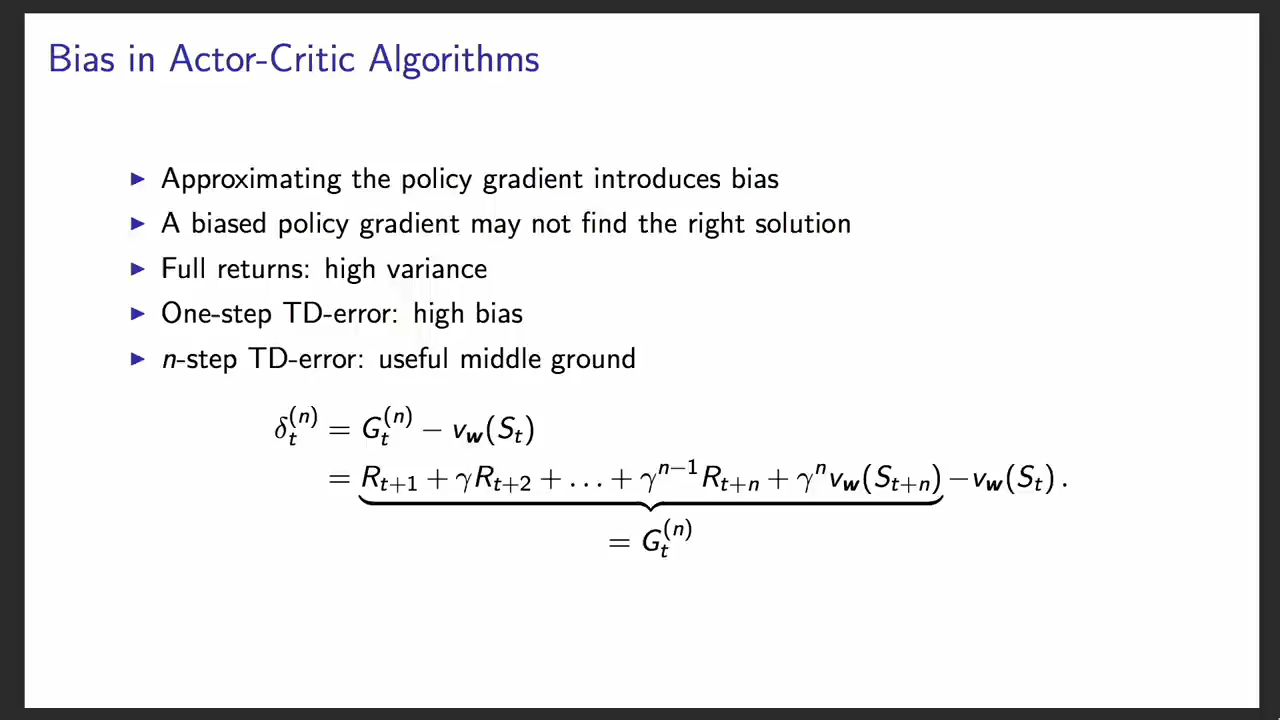 Bias in Actor-Critic Algorithms
▶ Approximating the policy gradient introduces bias
▶ A biased policy gradient may not find the right solution
▶ Full returns: high variance
▶ One-step TD-error: high bias
▶ n-step TD-error: useful middle ground
δ_t^{(n)} = G_t^{(n)} − v_w(S_t)
= R_{t+1} + γR_{t+2} + … + γ^{n−1}R_{t+n} + γ^n v_w(S_{t+n}) − v_w(S_t) .
= G_t^{(n)}